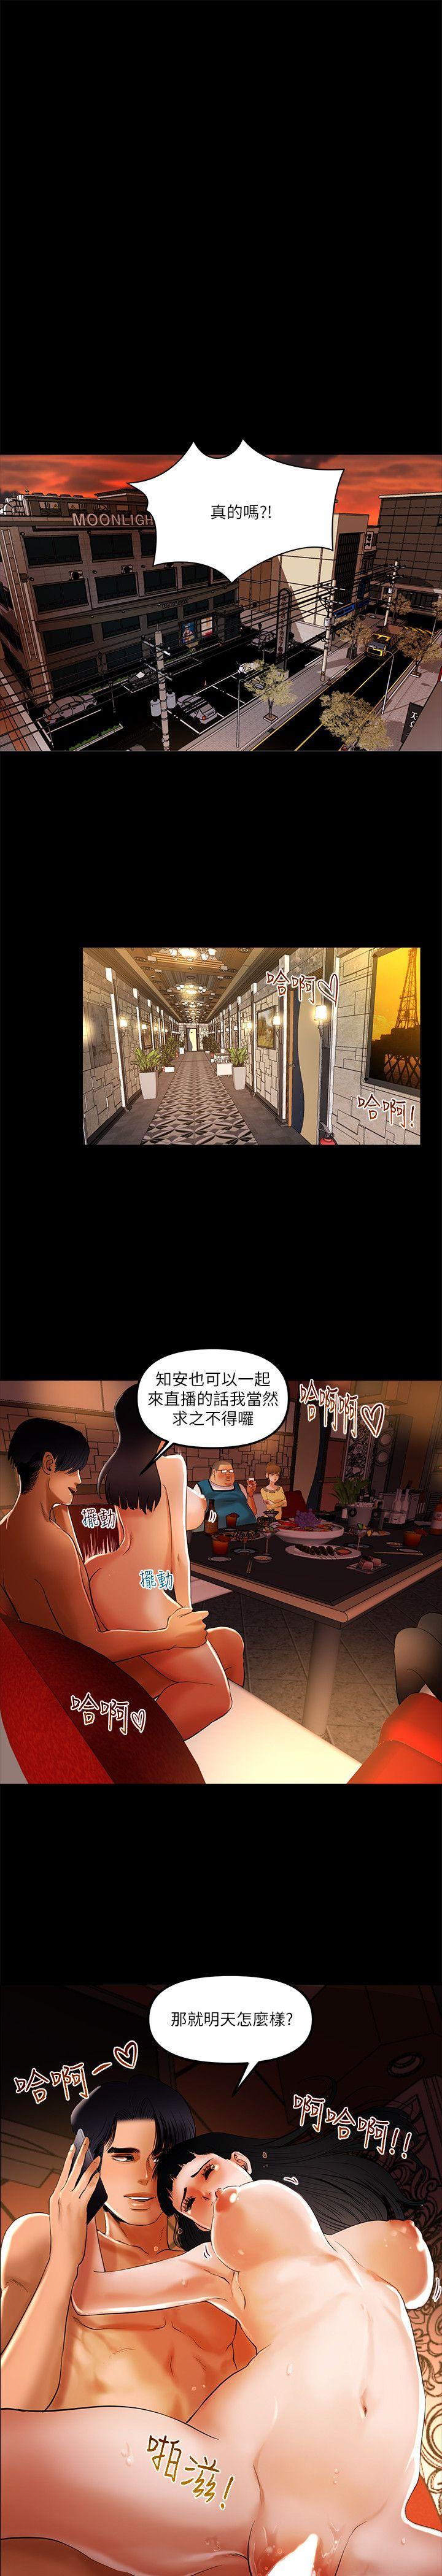 真的嗎?!
MOONLIGH
哈啊♡
哈啊!
知安也可以一起
來直播的話我當然
求之不得囉
哈啊啊♡
擺動
擺動
哈啊♡
那就明天怎麼樣?
哈啊~♡
啊哈啊!!
啪滋!